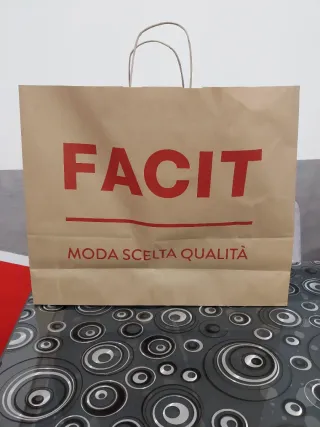 FACIT
MODA SCELTA QUALITÀ